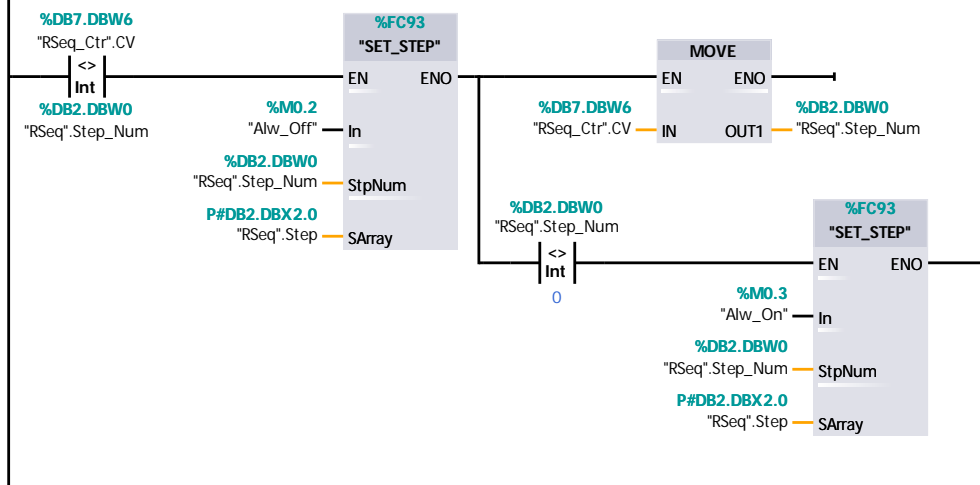 %DB7.DBW6
"RSeq_Ctr".CV
<>
Int
%DB2.DBW0
"RSeq".Step_Num
%FC93
"SET_STEP"
EN
ENO
%M0.2
"Alw_Off"
In
%DB2.DBW0
"RSeq".Step_Num
StpNum
P#DB2.DBX2.0
"RSeq".Step
SArray
MOVE
EN
ENO
%DB7.DBW6
"RSeq_Ctr".CV
IN
OUT1
%DB2.DBW0
"RSeq".Step_Num
%DB2.DBW0
"RSeq".Step_Num
<>
Int
0
%FC93
"SET_STEP"
EN
ENO
%M0.3
"Alw_On"
In
%DB2.DBW0
"RSeq".Step_Num
StpNum
P#DB2.DBX2.0
"RSeq".Step
SArray